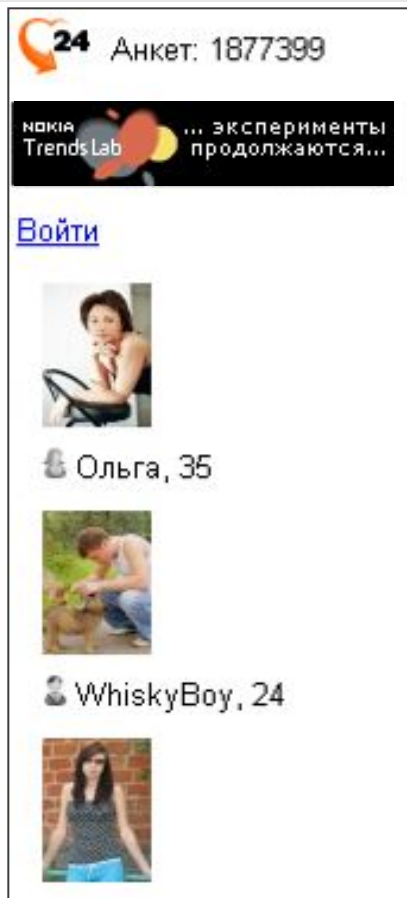 24 Анкет: 1877399
NOKIA
Trends Lab
... эксперименты
продолжаются...
Войти
Ольга, 35
WhiskyBoy, 24